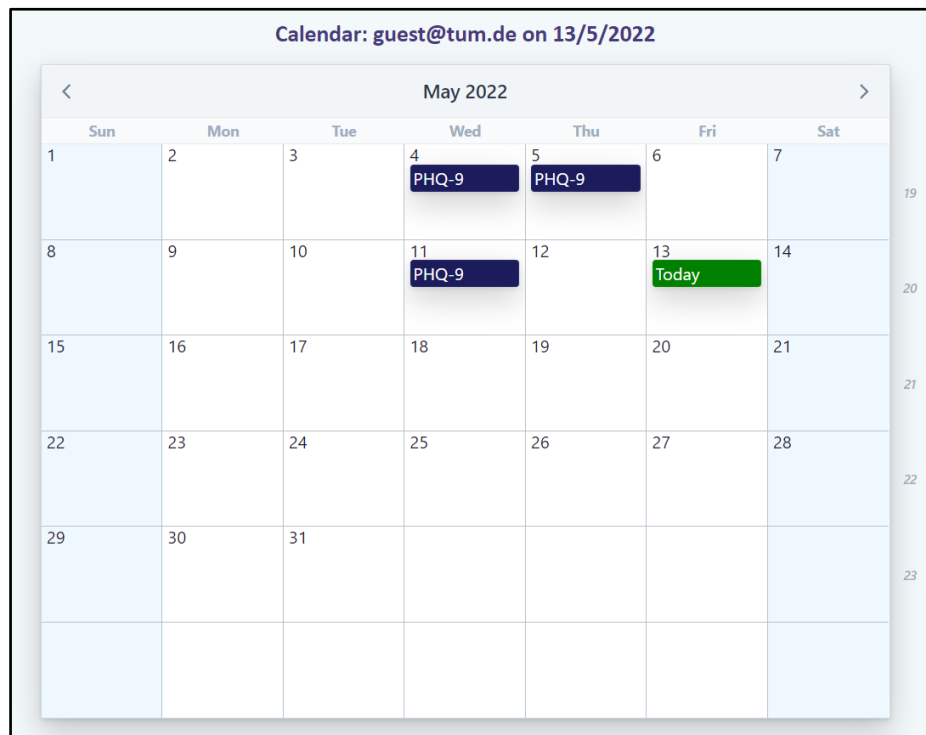 Calendar: guest@tum.de on 13/5/2022
May 2022
Sun Mon Tue Wed Thu Fri Sat
1 2 3 4 5 6 7
PHQ-9 PHQ-9
19
8 9 10 11 12 13 14
PHQ-9 Today
20
15 16 17 18 19 20 21
21
22 23 24 25 26 27 28
22
29 30 31
23